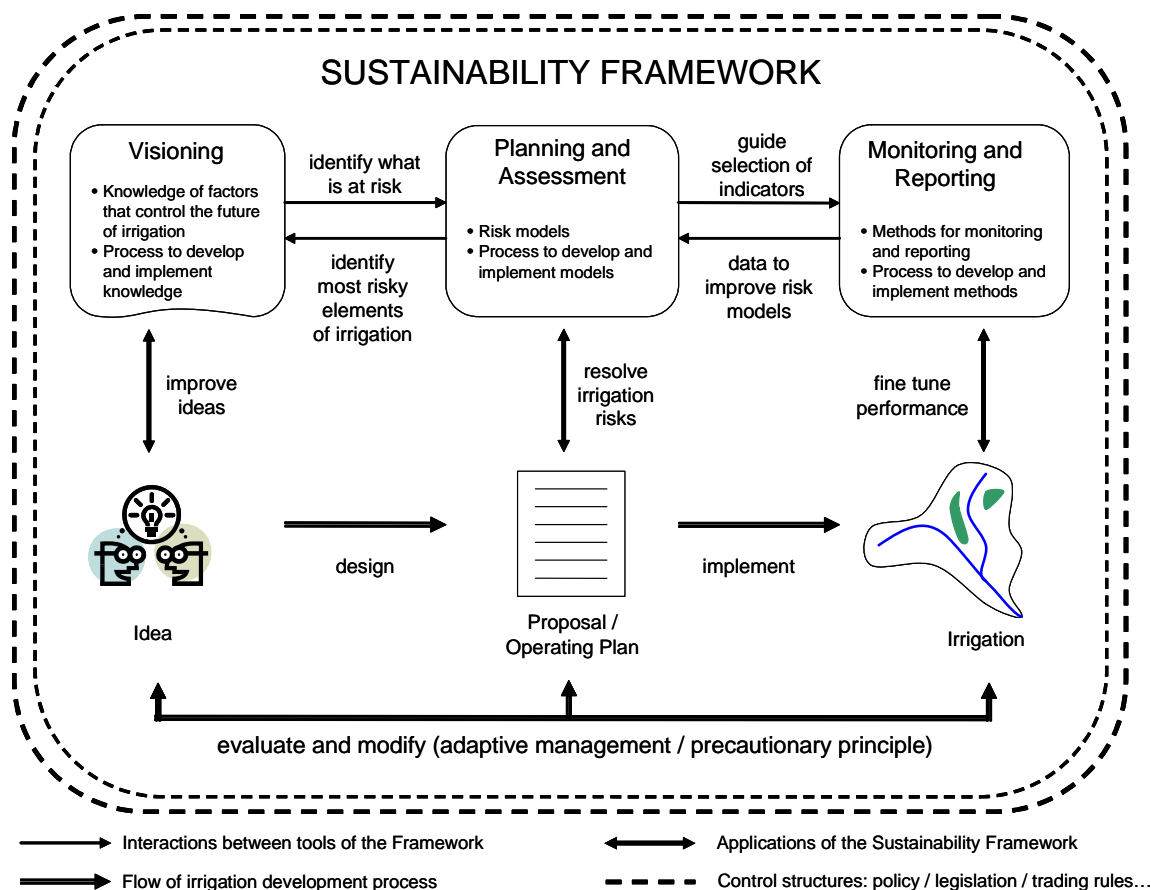 SUSTAINABILITY FRAMEWORK
Visioning
• Knowledge of factors
that control the future
of irrigation
• Process to develop
and implement
knowledge
identify what
is at risk
identify
most risky
elements
of irrigation
Planning and
Assessment
• Risk models
• Process to develop and
implement models
guide
selection of
indicators
data to
improve risk
models
Monitoring and
Reporting
• Methods for monitoring
and reporting
• Process to develop and
implement methods
improve
ideas
resolve
irrigation
risks
fine tune
performance
Idea
design
Proposal /
Operating Plan
implement
Irrigation
evaluate and modify (adaptive management / precautionary principle)
Interactions between tools of the Framework
Applications of the Sustainability Framework
Flow of irrigation development process
Control structures: policy / legislation / trading rules…